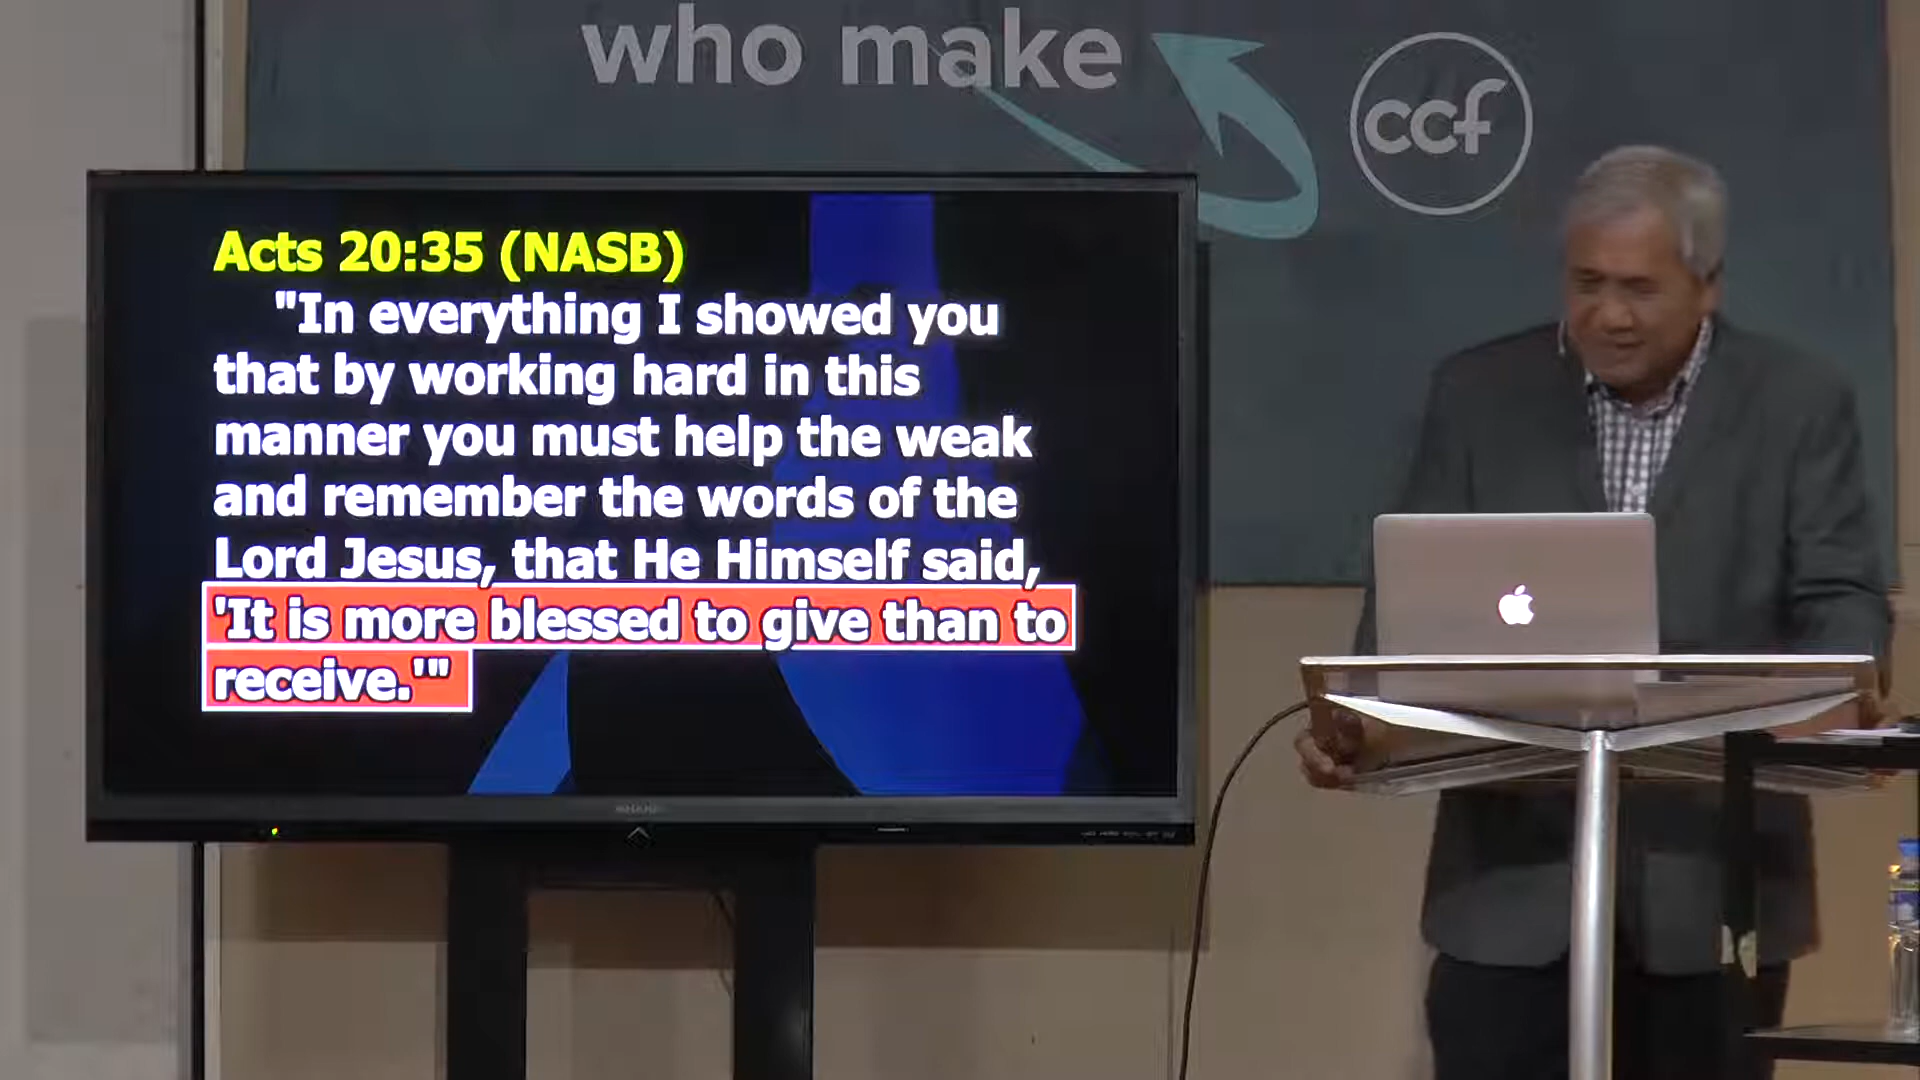 who make
ccf
Acts 20:35 (NASB)
"In everything I showed you
that by working hard in this
manner you must help the weak
and remember the words of the
Lord Jesus, that He Himself said,
'It is more blessed to give than to
receive.'"
SHARP